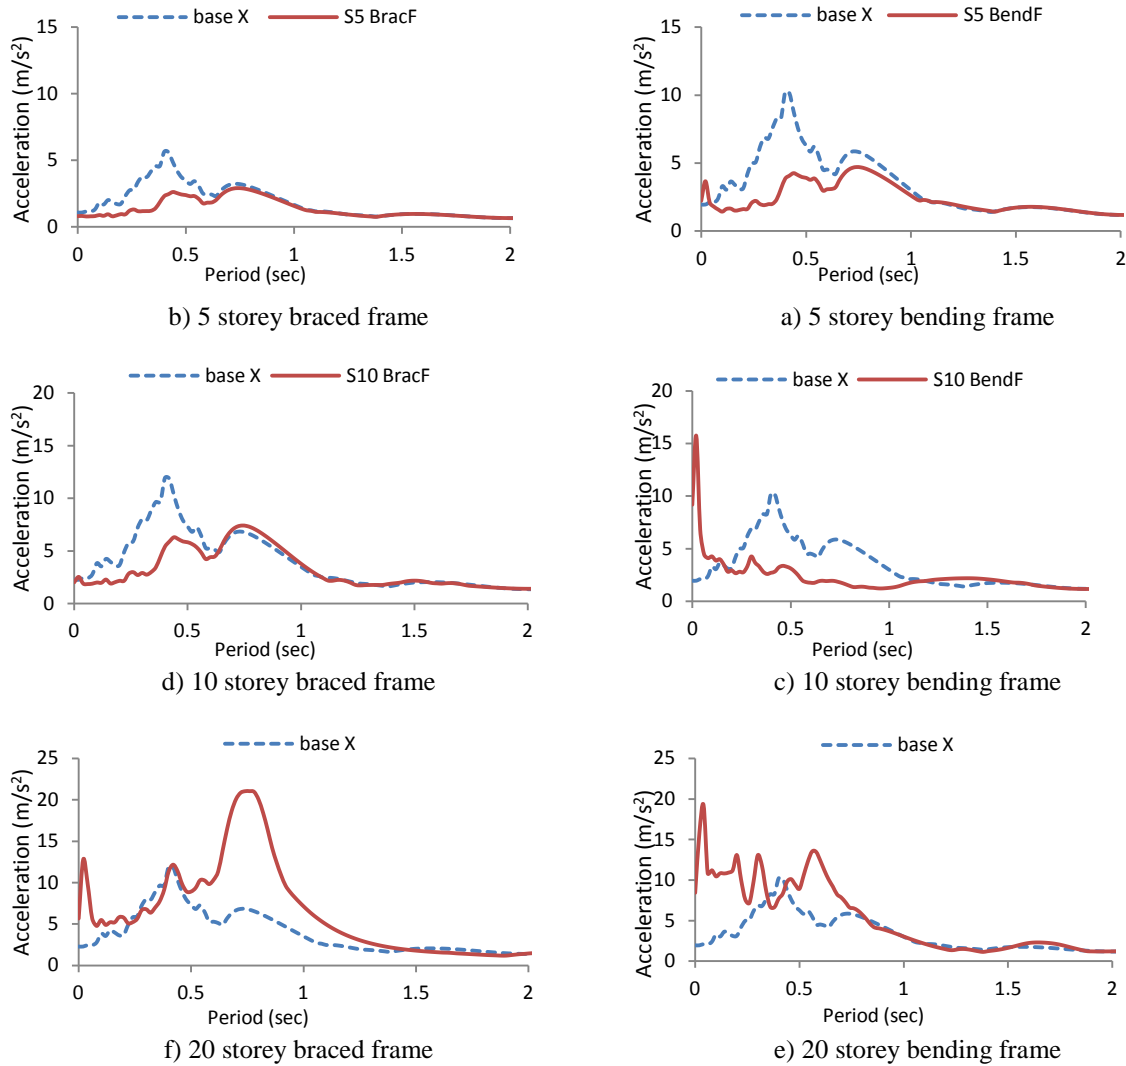 base X S5 BracF
Acceleration (m/s²)
15
10
5
0
0 0.5 1 1.5 2
Period (sec)
b) 5 storey braced frame
base X S5 BendF
Acceleration (m/s²)
15
10
5
0
0 0.5 1 1.5 2
Period (sec)
a) 5 storey bending frame
base X S10 BracF
Acceleration (m/s²)
20
15
10
5
0
0 0.5 1 1.5 2
Period (sec)
d) 10 storey braced frame
base X S10 BendF
Acceleration (m/s²)
20
15
10
5
0
0 0.5 1 1.5 2
Period (sec)
c) 10 storey bending frame
base X
Acceleration (m/s²)
25
20
15
10
5
0
0 0.5 1 1.5 2
Period (sec)
f) 20 storey braced frame
base X
Acceleration (m/s²)
25
20
15
10
5
0
0 0.5 1 1.5 2
Period (sec)
e) 20 storey bending frame